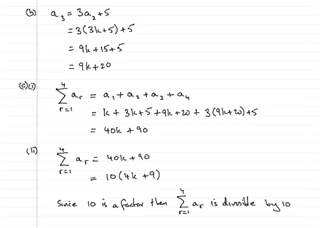 (b) a₃ = 3a₂+5
= 3(3k+5)+5
= 9k+15+5
= 9k+20
(c)(i) ⁴∑ᵣ₌₁ aᵣ = a₁ + a₂ + a₃ + a₄
= k + 3k+5 + 9k+20 + 3(9k+20)+5
= 40k + 90
(ii) ⁴∑ᵣ₌₁ aᵣ = 40k + 90
= 10(4k + 9)
Since 10 is a factor then ⁴∑ᵣ₌₁ aᵣ is divisible by 10